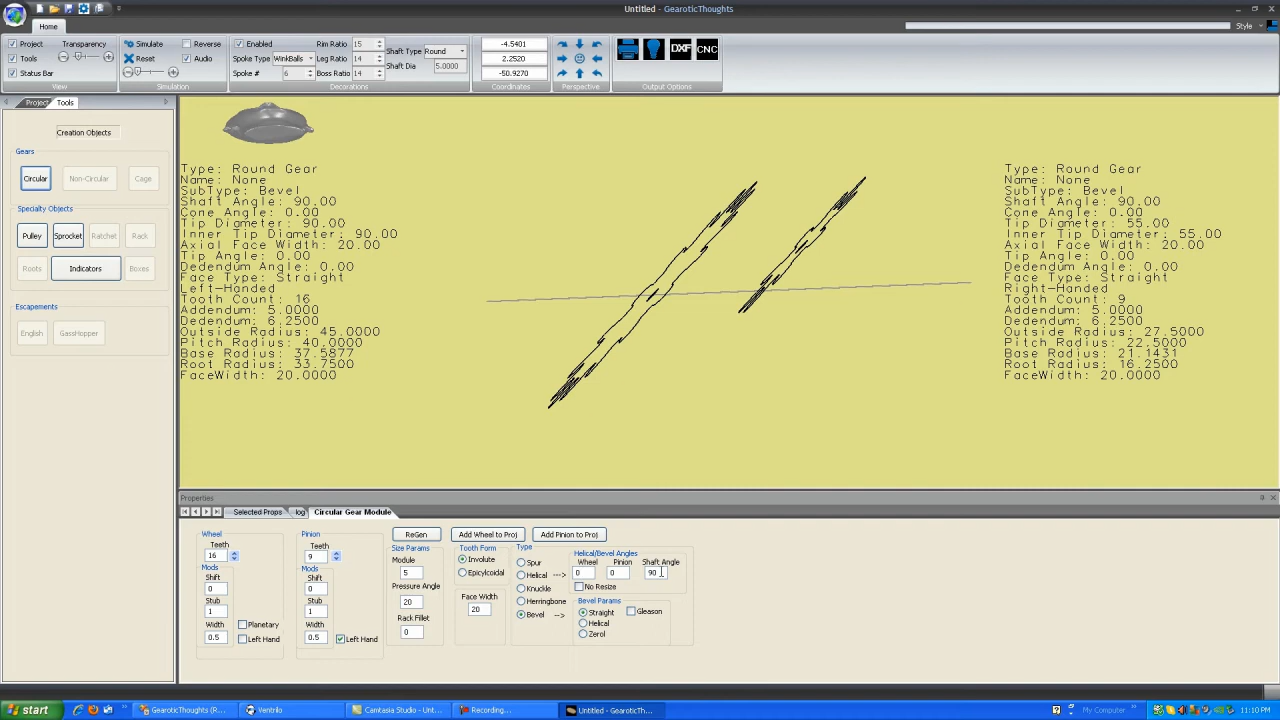 Untitled - GearoticThoughts
Home
Style
Project
Transparency
Tools
Status Bar
View
Simulate
Reverse
Reset
Audio
Simulation
Enabled
Rim Ratio
15
Shaft Type
Round
Spoke Type
WinkBalls
Leg Ratio
14
Shaft Dia
5.0000
Spoke #
6
Boss Ratio
14
Decorations
-4.5401
2.2520
-50.9270
Coordinates
Perspective
DXF
CNC
Output Options
Project
Tools
Creation Objects
Gears
Circular
Non-Circular
Cage
Specialty Objects
Pulley
Sprocket
Ratchet
Rack
Roots
Indicators
Boxes
Escapements
English
GassHopper
Type: Round Gear
Name: None
SubType: Bevel
Shaft Angle: 90.00
Cone Angle: 0.00
Tip Diameter: 90.00
Inner Tip Diameter: 90.00
Axial Face Width: 20.00
Tip Angle: 0.00
Dedendum Angle: 0.00
Face Type: Straight
Left-Handed
Tooth Count: 16
Addendum: 5.0000
Dedendum: 6.2500
Outside Radius: 45.0000
Pitch Radius: 40.0000
Base Radius: 37.5877
Root Radius: 33.7500
FaceWidth: 20.0000
Type: Round Gear
Name: None
SubType: Bevel
Shaft Angle: 90.00
Cone Angle: 0.00
Tip Diameter: 55.00
Inner Tip Diameter: 55.00
Axial Face Width: 20.00
Tip Angle: 0.00
Dedendum Angle: 0.00
Face Type: Straight
Right-Handed
Tooth Count: 9
Addendum: 5.0000
Dedendum: 6.2500
Outside Radius: 27.5000
Pitch Radius: 22.5000
Base Radius: 21.1431
Root Radius: 16.2500
FaceWidth: 20.0000
Properties
Selected Props
log
Circular Gear Module
Wheel
Teeth
16
Mods
Shift
0
Stub
1
Planetary
Width
0.5
Left Hand
Pinion
Teeth
9
Mods
Shift
0
Stub
1
Width
0.5
Left Hand
ReGen
Add Wheel to Proj
Add Pinion to Proj
Size Params
Module
5
Pressure Angle
20
Rack Fillet
0
Tooth Form
Involute
Epicylcoidal
Face Width
20
Type
Spur
Helical --->
Knuckle
Herringbone
Bevel -->
Helical/Bevel Angles
Wheel
Pinion
Shaft Angle
0
0
90
No Resize
Bevel Params
Straight
Gleason
Helical
Zerol
start
GearoticThoughts (R...
Ventrilo
Camtasia Studio - Unt...
Recording...
Untitled - GearoticTh...
My Computer
11:10 PM